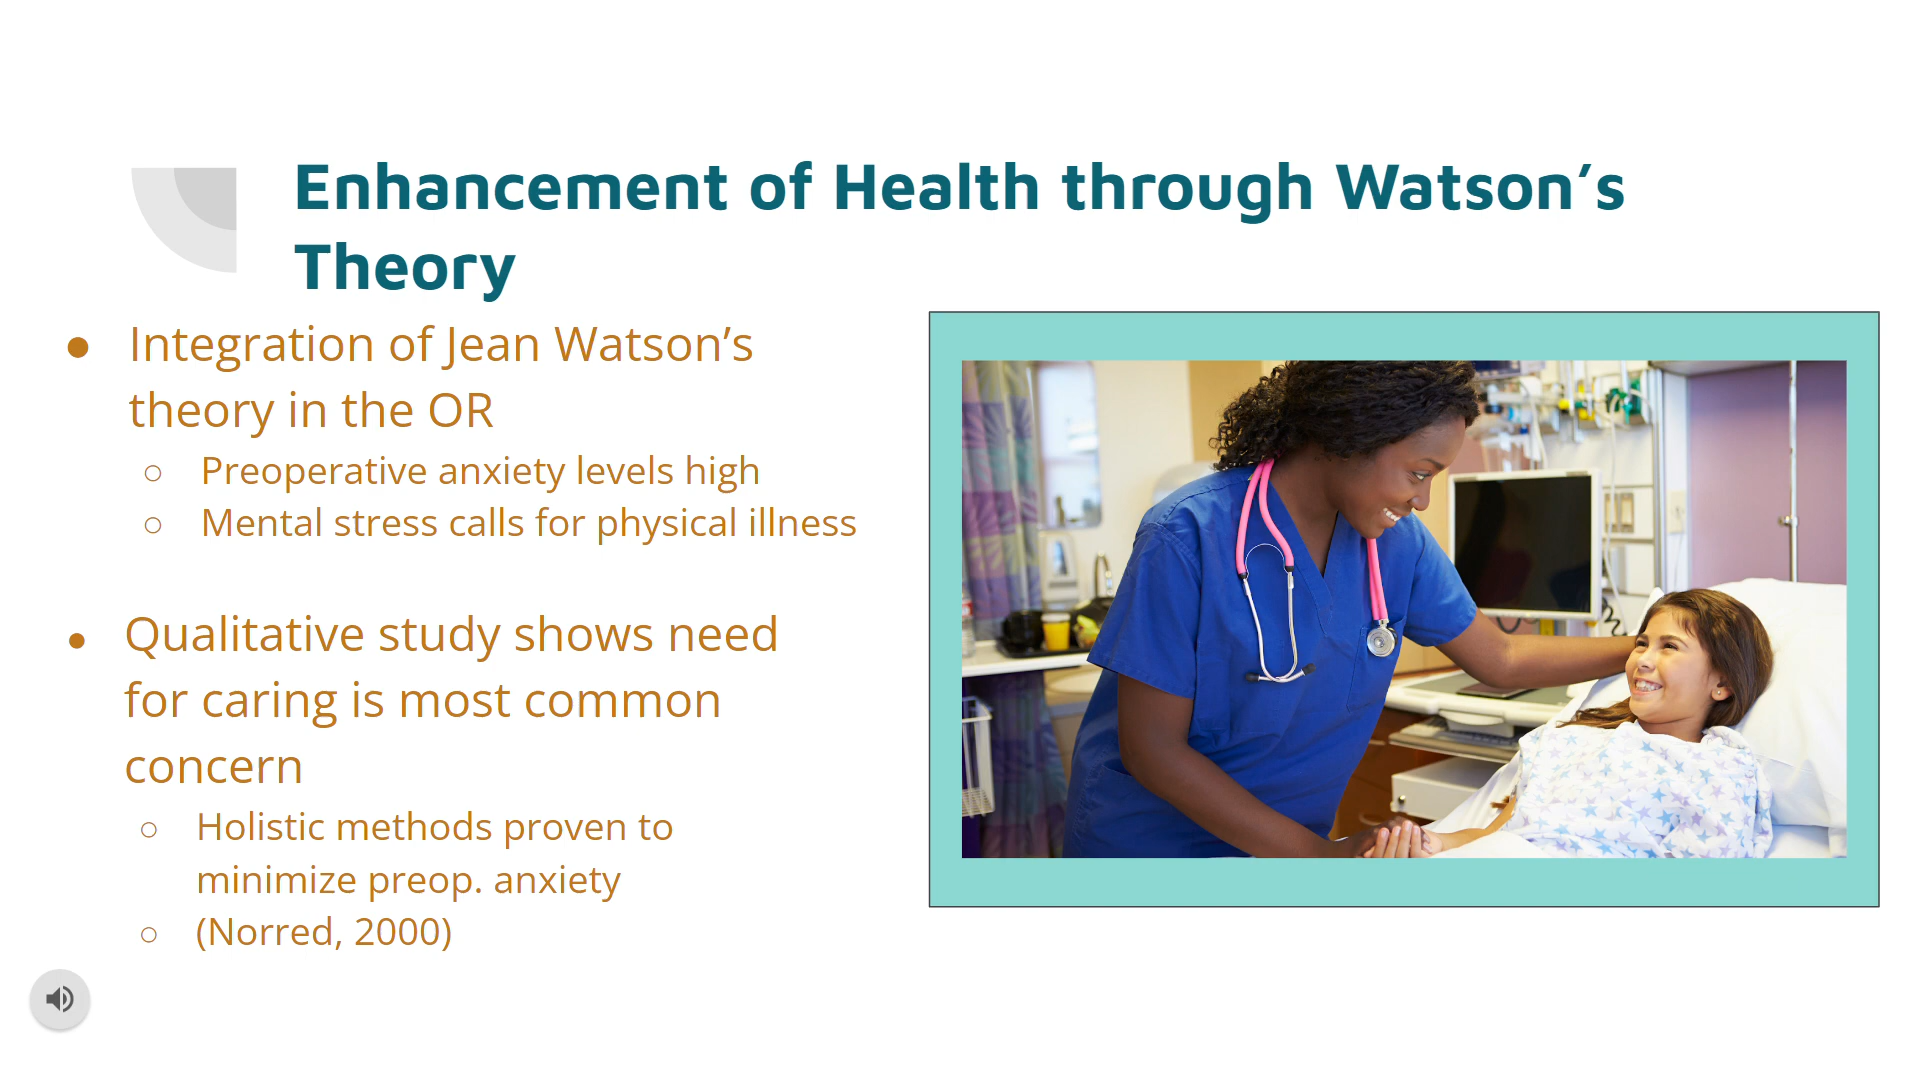 Enhancement of Health through Watson’s
Theory
● Integration of Jean Watson’s
theory in the OR
○ Preoperative anxiety levels high
○ Mental stress calls for physical illness
● Qualitative study shows need
for caring is most common
concern
○ Holistic methods proven to
minimize preop. anxiety
○ (Norred, 2000)